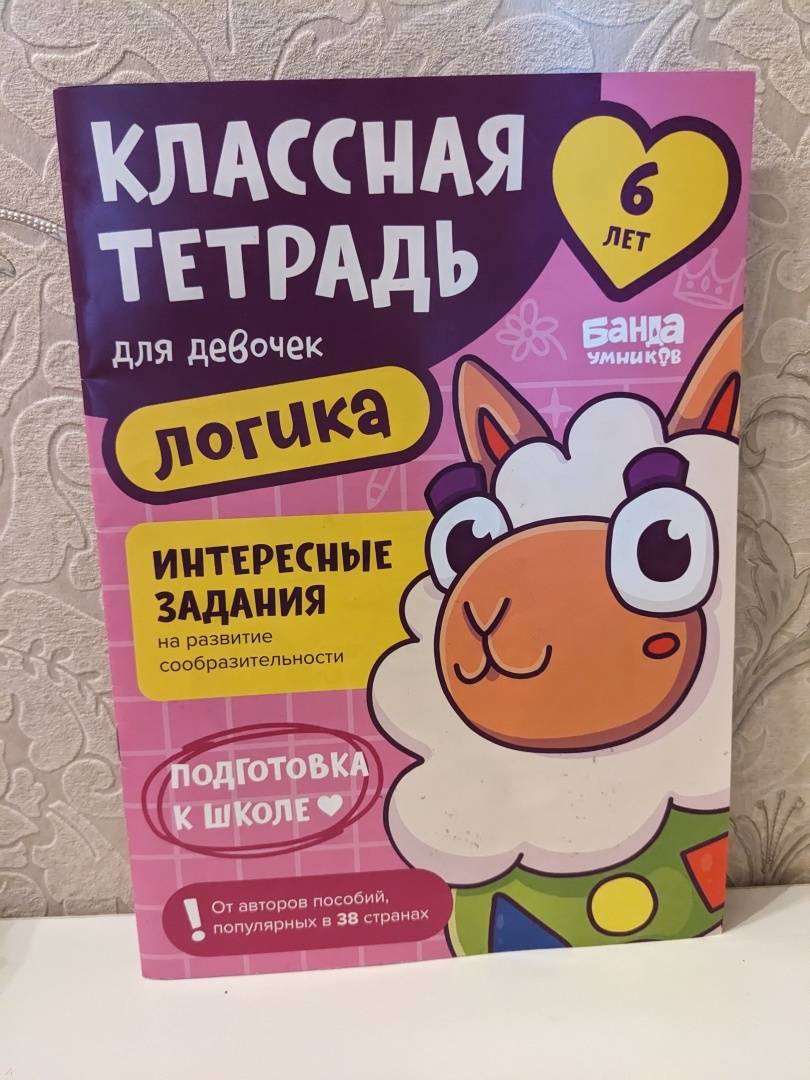 КЛАССНАЯ
ТЕТРАДЬ
для девочек
6
ЛЕТ
БАНДА
УМНИКОВ
ЛОГИКА
ИНТЕРЕСНЫЕ
ЗАДАНИЯ
на развитие
сообразительности
ПОДГОТОВКА
К ШКОЛЕ
! От авторов пособий,
популярных в 38 странах